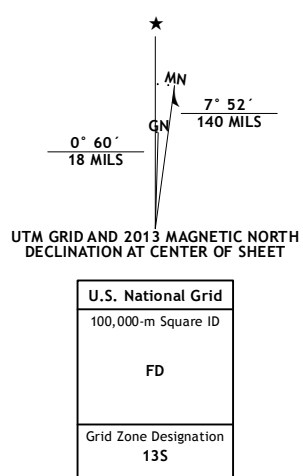 ★
MN
7° 52´
140 MILS
GN
0° 60´
18 MILS
UTM GRID AND 2013 MAGNETIC NORTH
DECLINATION AT CENTER OF SHEET
U.S. National Grid
100,000-m Square ID
FD
Grid Zone Designation
13S